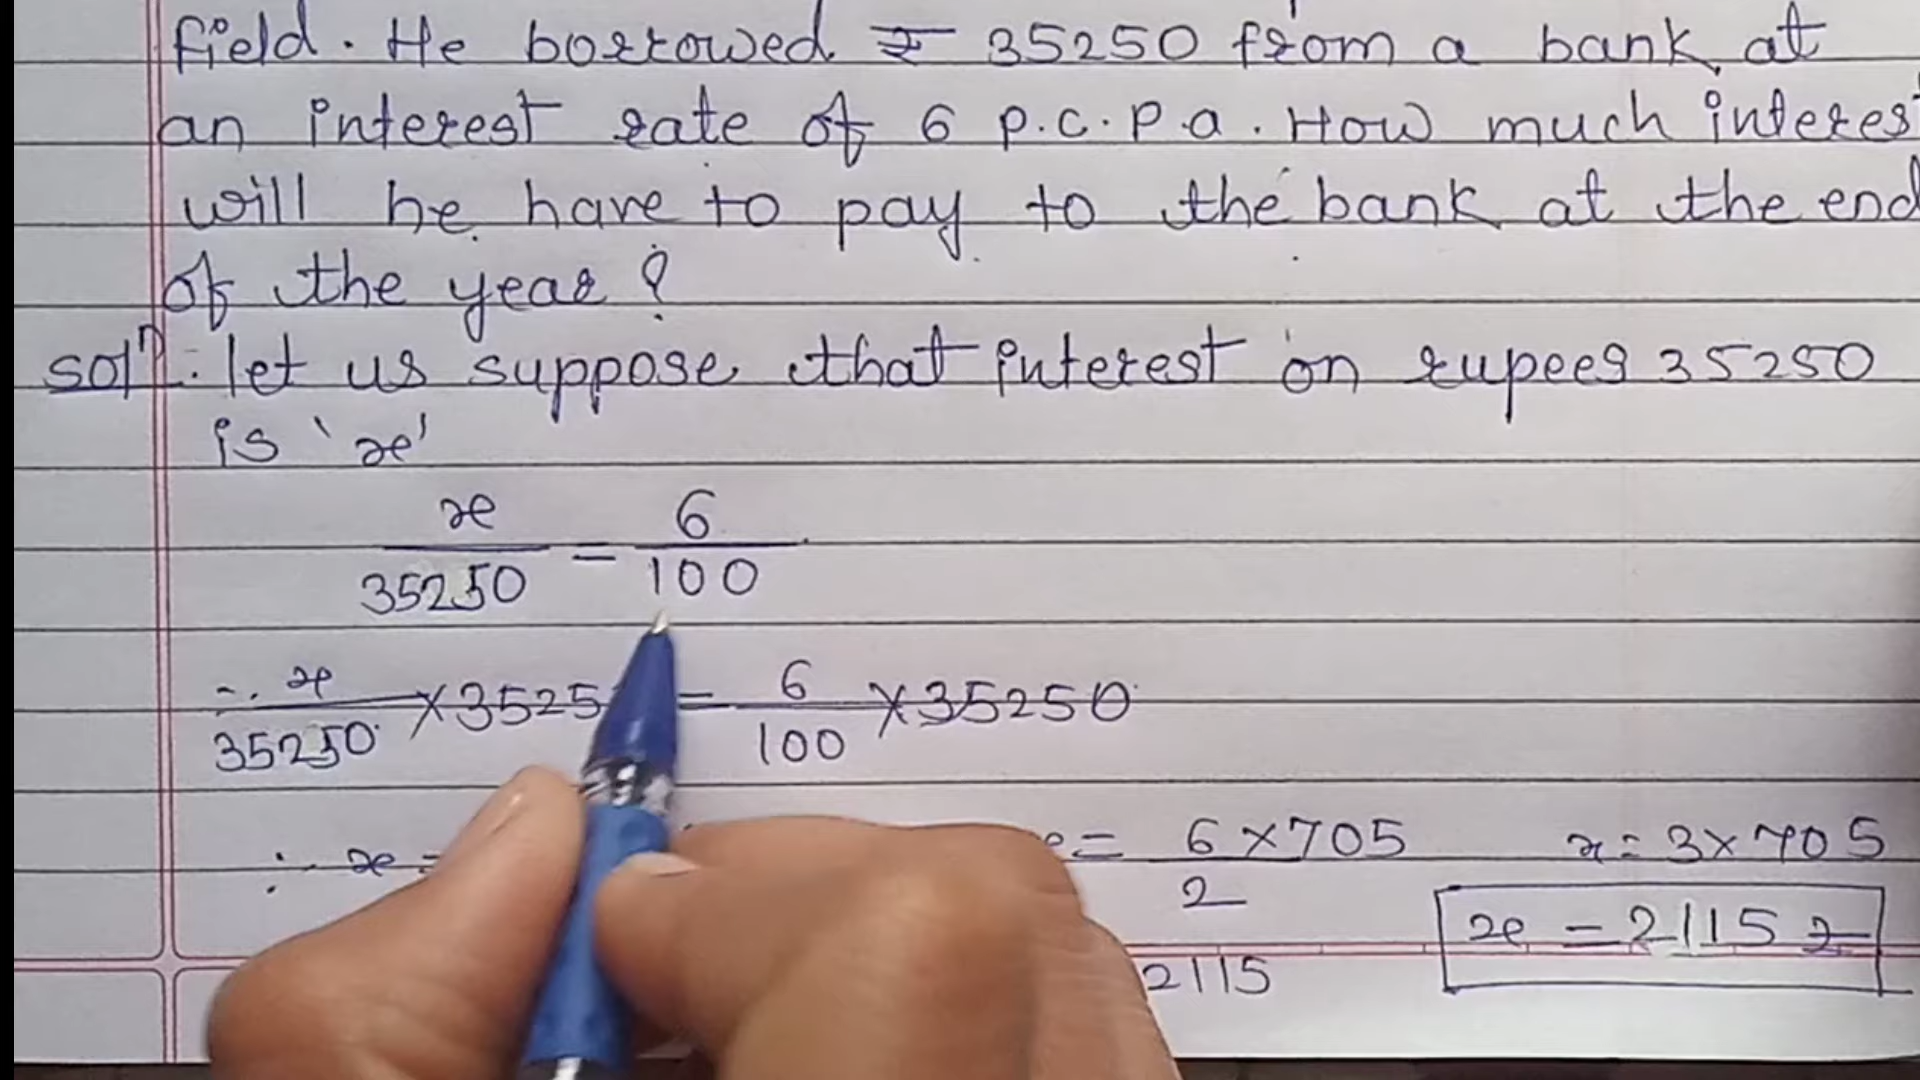 field. He borrowed ₹ 35250 from a bank at
an interest rate of 6 p.c.p.a. How much
will he have to pay to the bank at the end
of the year?
solⁿ: let us suppose that interest on rupees 35250
is 'x'
x/35250 = 6/100
∴ x/35250 × = 6/100 × 35250
∴ x = = 6×705/2 x = 3×705
x = 2115 ₹
2115